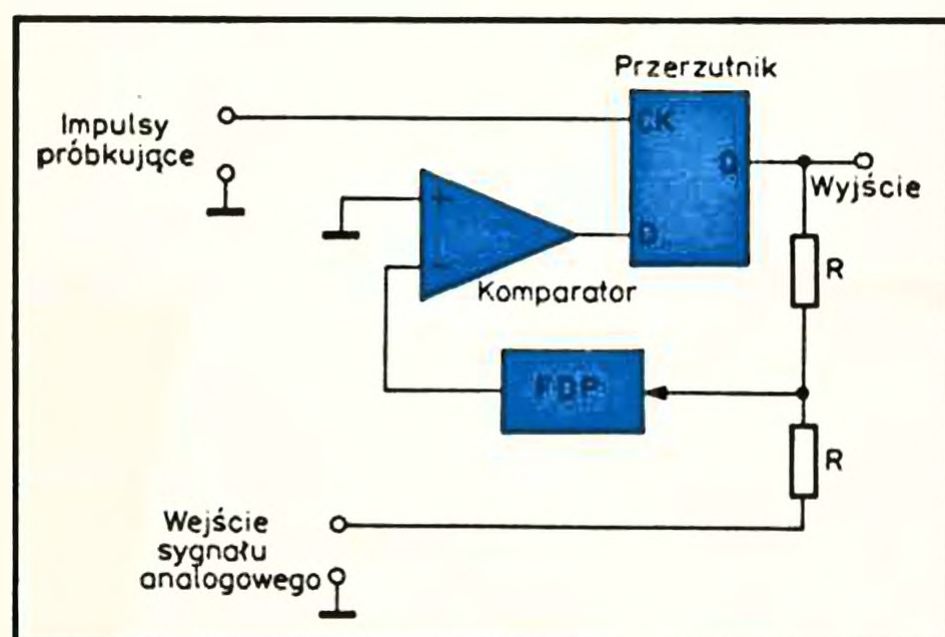 Przerzutnik
Impulsy
próbkujące
CK
Q
Wyjście
+
D
R
Komparator
FDP
R
Wejście
sygnału
analogowego